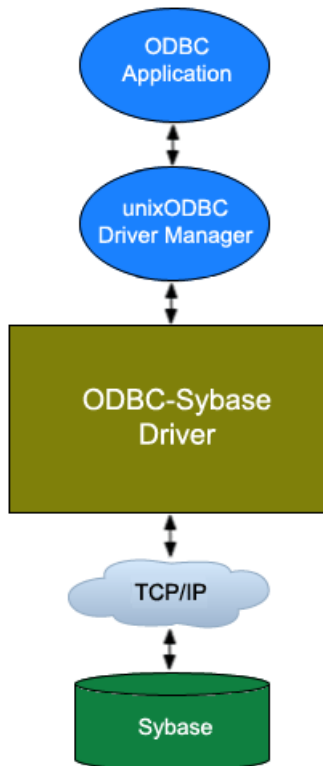 ODBC
Application
unixODBC
Driver Manager
ODBC-Sybase
Driver
TCP/IP
Sybase